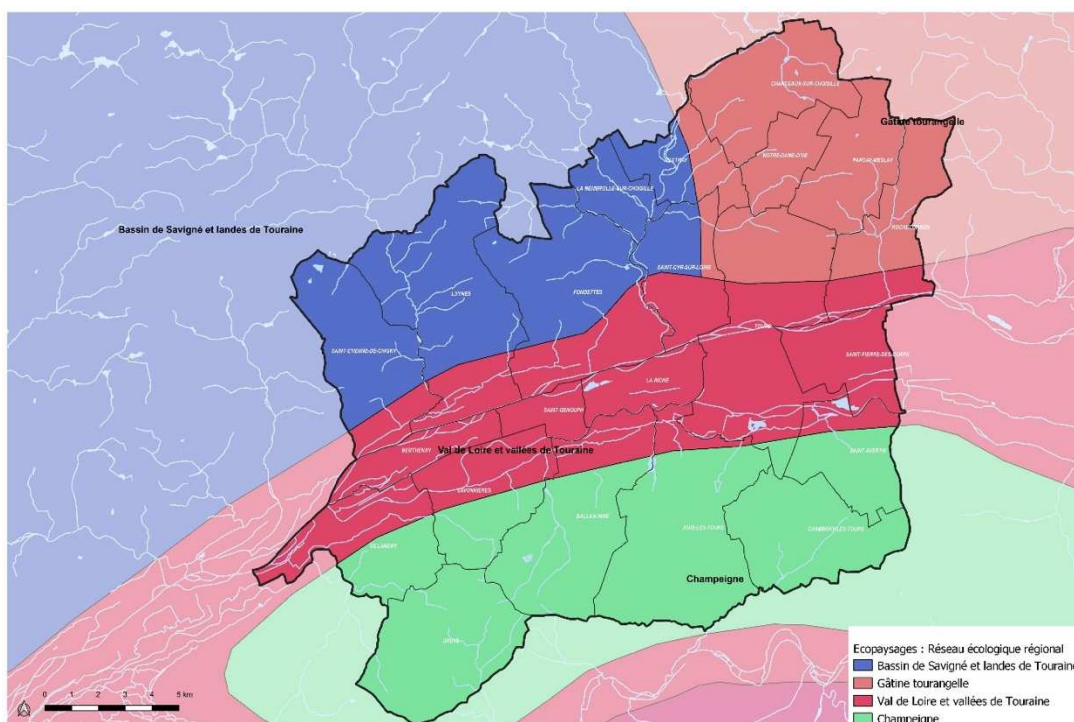 CHANCEAUX-SUR-CHOISILLE
Gâtine tourangelle
NOTRE-DAME-D'OE
PARCAY-MESLAY
METTRAY
LA MEMBROLLE-SUR-CHOISILLE
Bassin de Savigné et landes de Touraine
ROCHECORBON
SAINT-CYR-SUR-LOIRE
LUYNES
FONDETTES
TOURS
SAINT-ETIENNE-DE-CHIGNY
SAINT-PIERRE-DES-CORPS
LA RICHE
SAINT-GENOUPH
BERTHENAY
Val de Loire et vallées de Touraine
SAINT-AVERTIN
SAVONNIERES
BALLAN-MIRE
JOUE-LES-TOURS
CHAMBRAY-LES-TOURS
VILLANDRY
Champeigne
DRUYE
Ecopaysages : Réseau écologique régional
Bassin de Savigné et landes de Touraine
Gâtine tourangelle
Val de Loire et vallées de Touraine
Champeigne
0 1 2 3 4 5 km